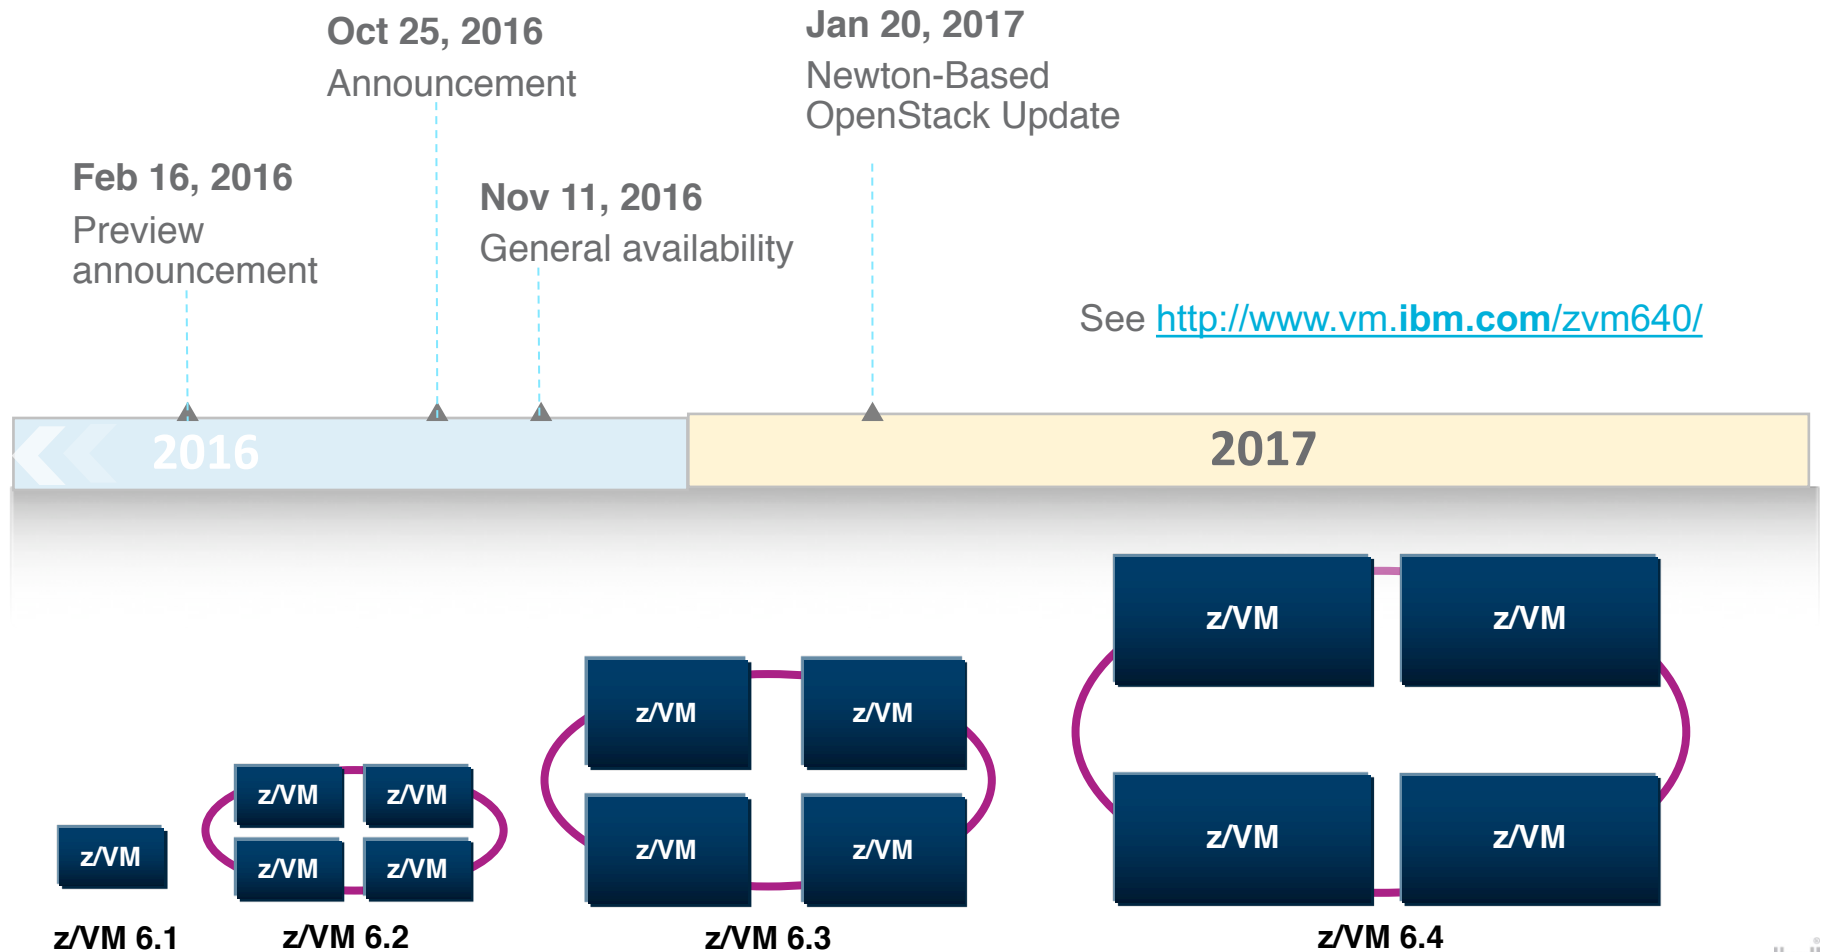 Oct 25, 2016
Announcement
Jan 20, 2017
Newton-Based
OpenStack Update
Feb 16, 2016
Preview
announcement
Nov 11, 2016
General availability
See http://www.vm.ibm.com/zvm640/
2016
2017
z/VM
z/VM 6.1
z/VM z/VM
z/VM z/VM
z/VM 6.2
z/VM z/VM
z/VM z/VM
z/VM 6.3
z/VM z/VM
z/VM z/VM
z/VM 6.4